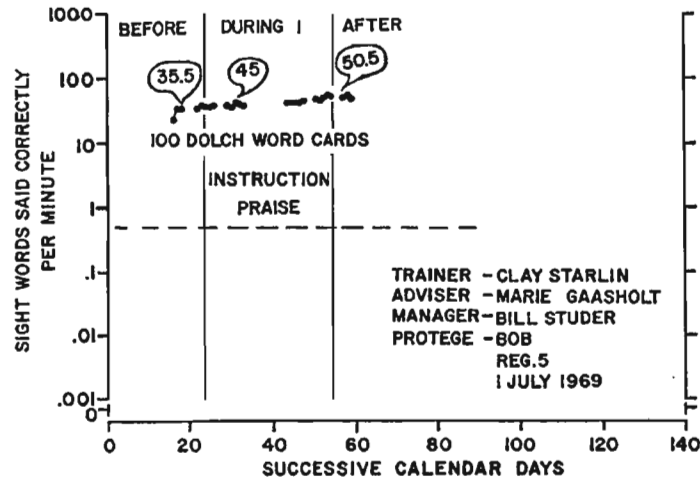 SIGHT WORDS SAID CORRECTLY
PER MINUTE
1000
100
10
1
.1
.01
.001
0
BEFORE
DURING 1
AFTER
35.5
45
50.5
100 DOLCH WORD CARDS
INSTRUCTION
PRAISE
TRAINER - CLAY STARLIN
ADVISER - MARIE GAASHOLT
MANAGER - BILL STUDER
PROTEGE - BOB
REG.5
1 JULY 1969
0 20 40 60 80 100 120 140
SUCCESSIVE CALENDAR DAYS